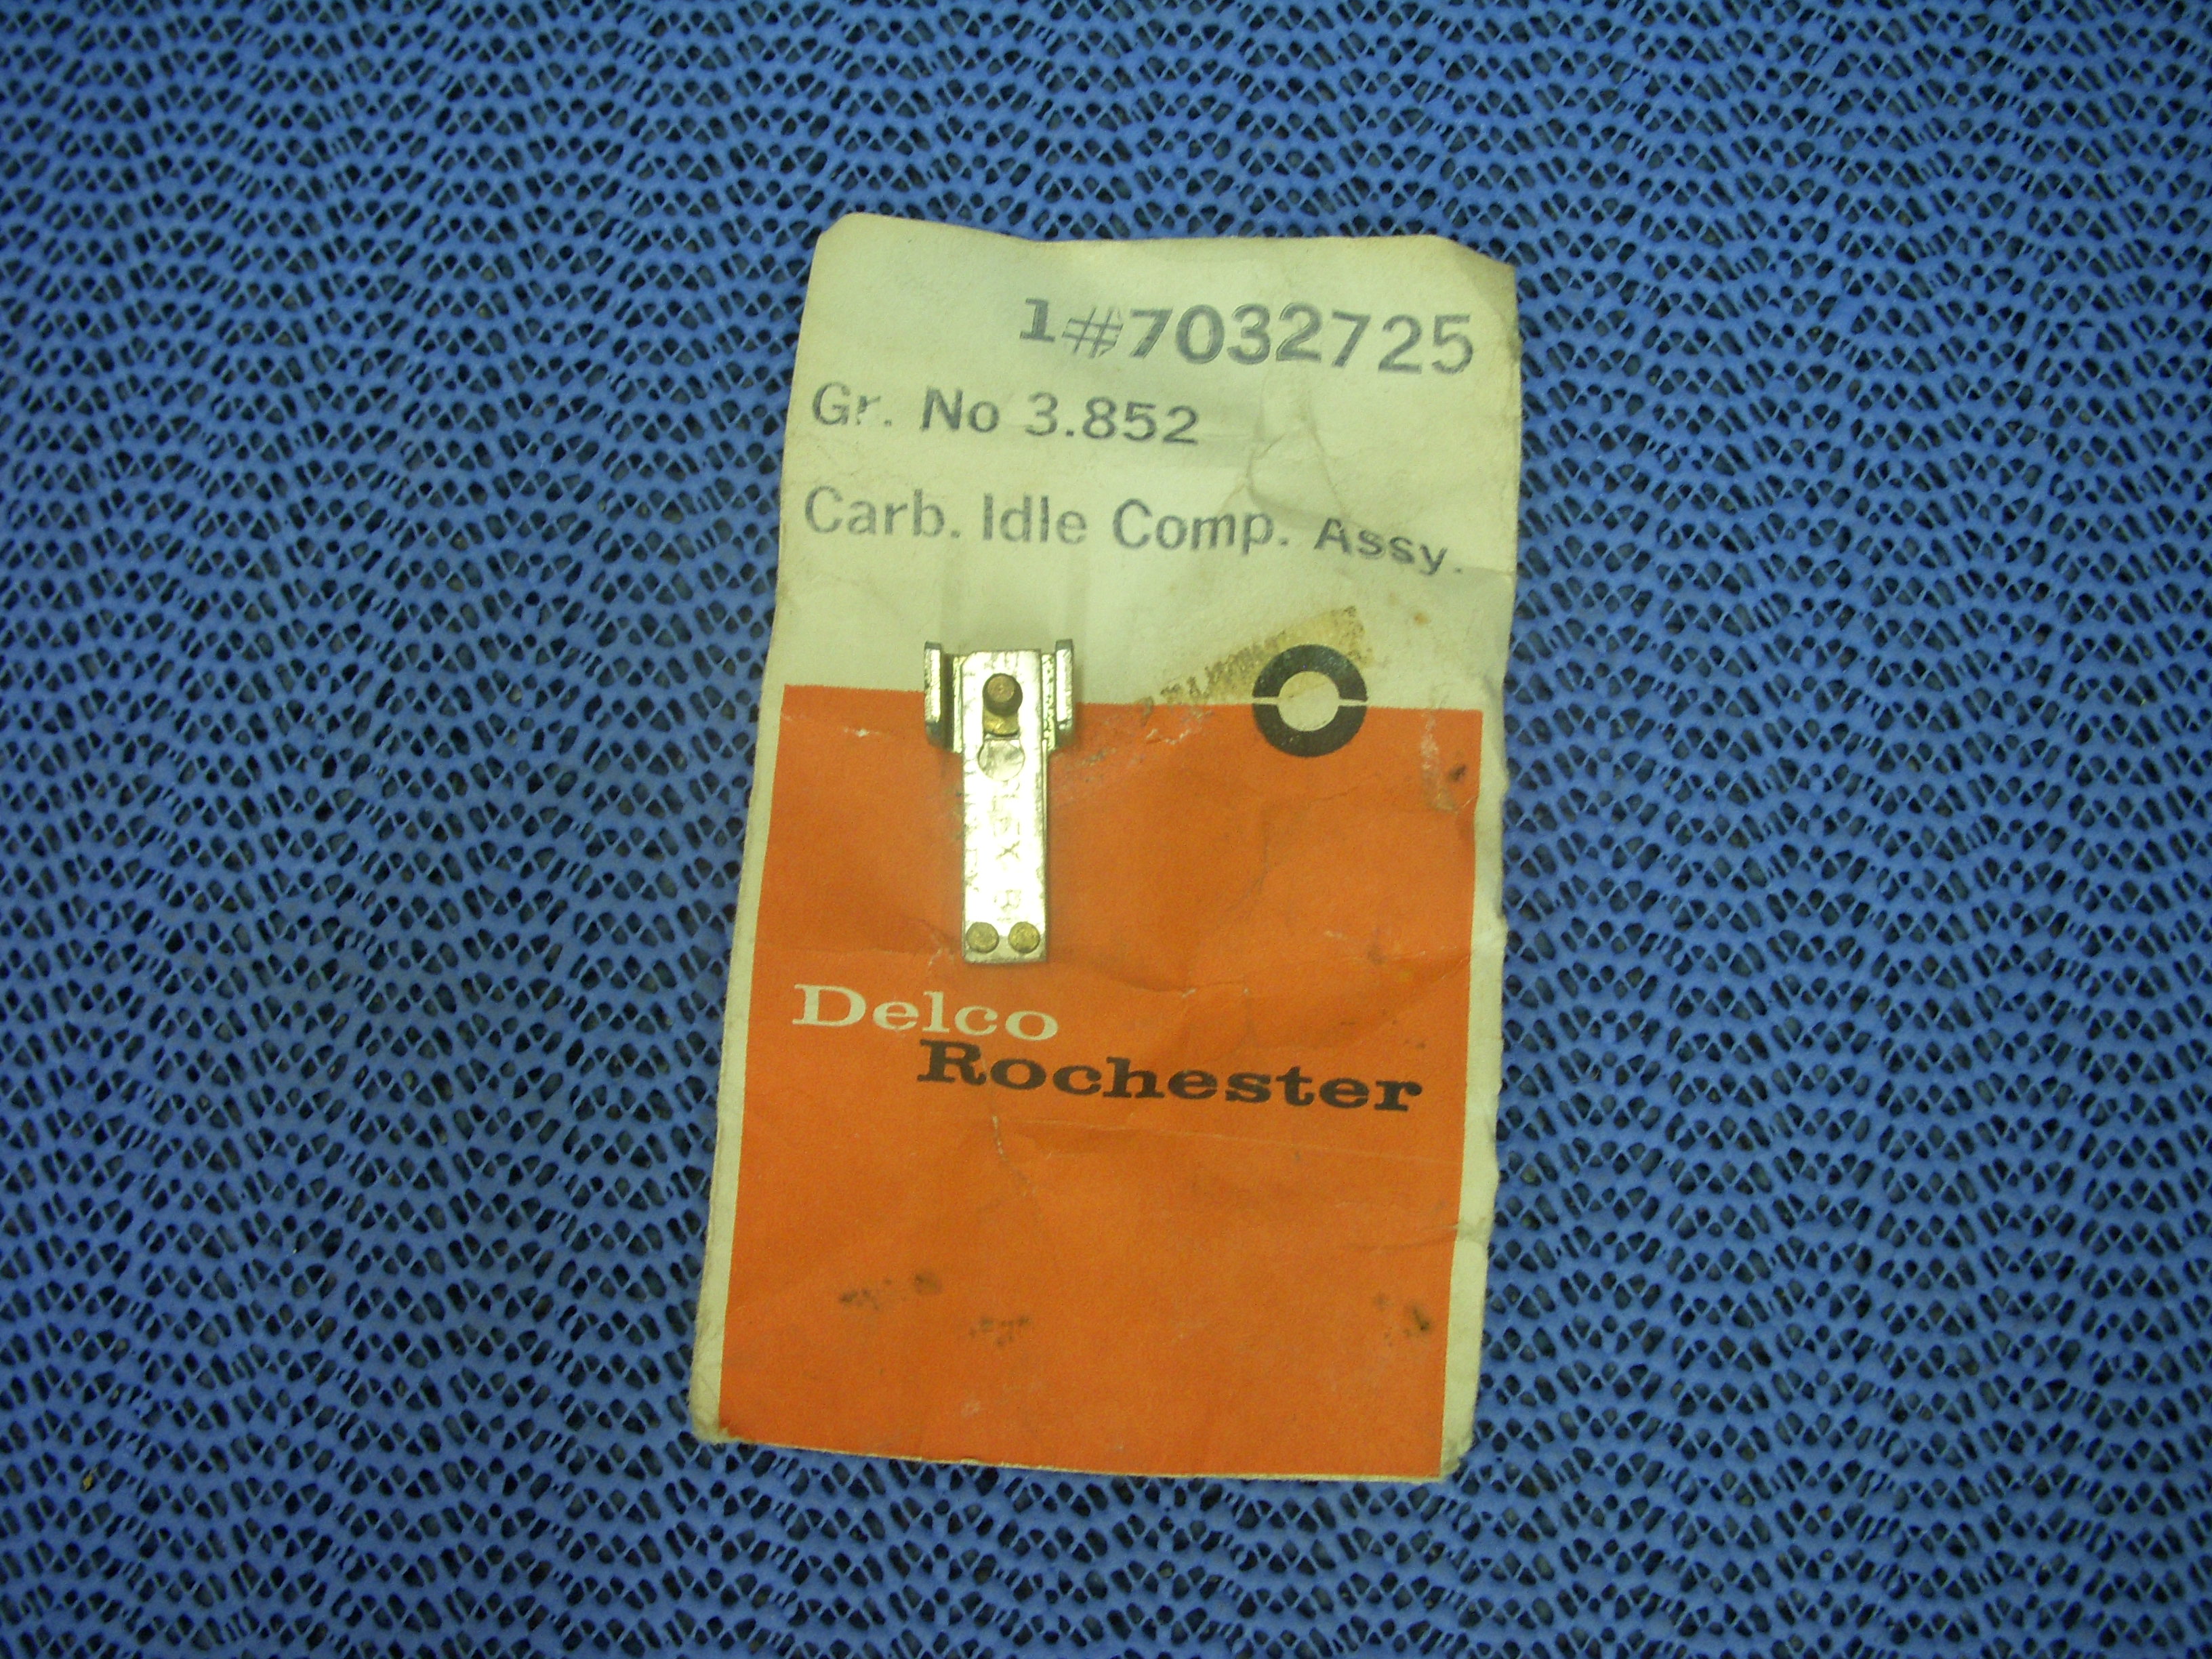 1#7032725
Gr. No 3.852
Carb. Idle Comp. Assy.
Delco
Rochester